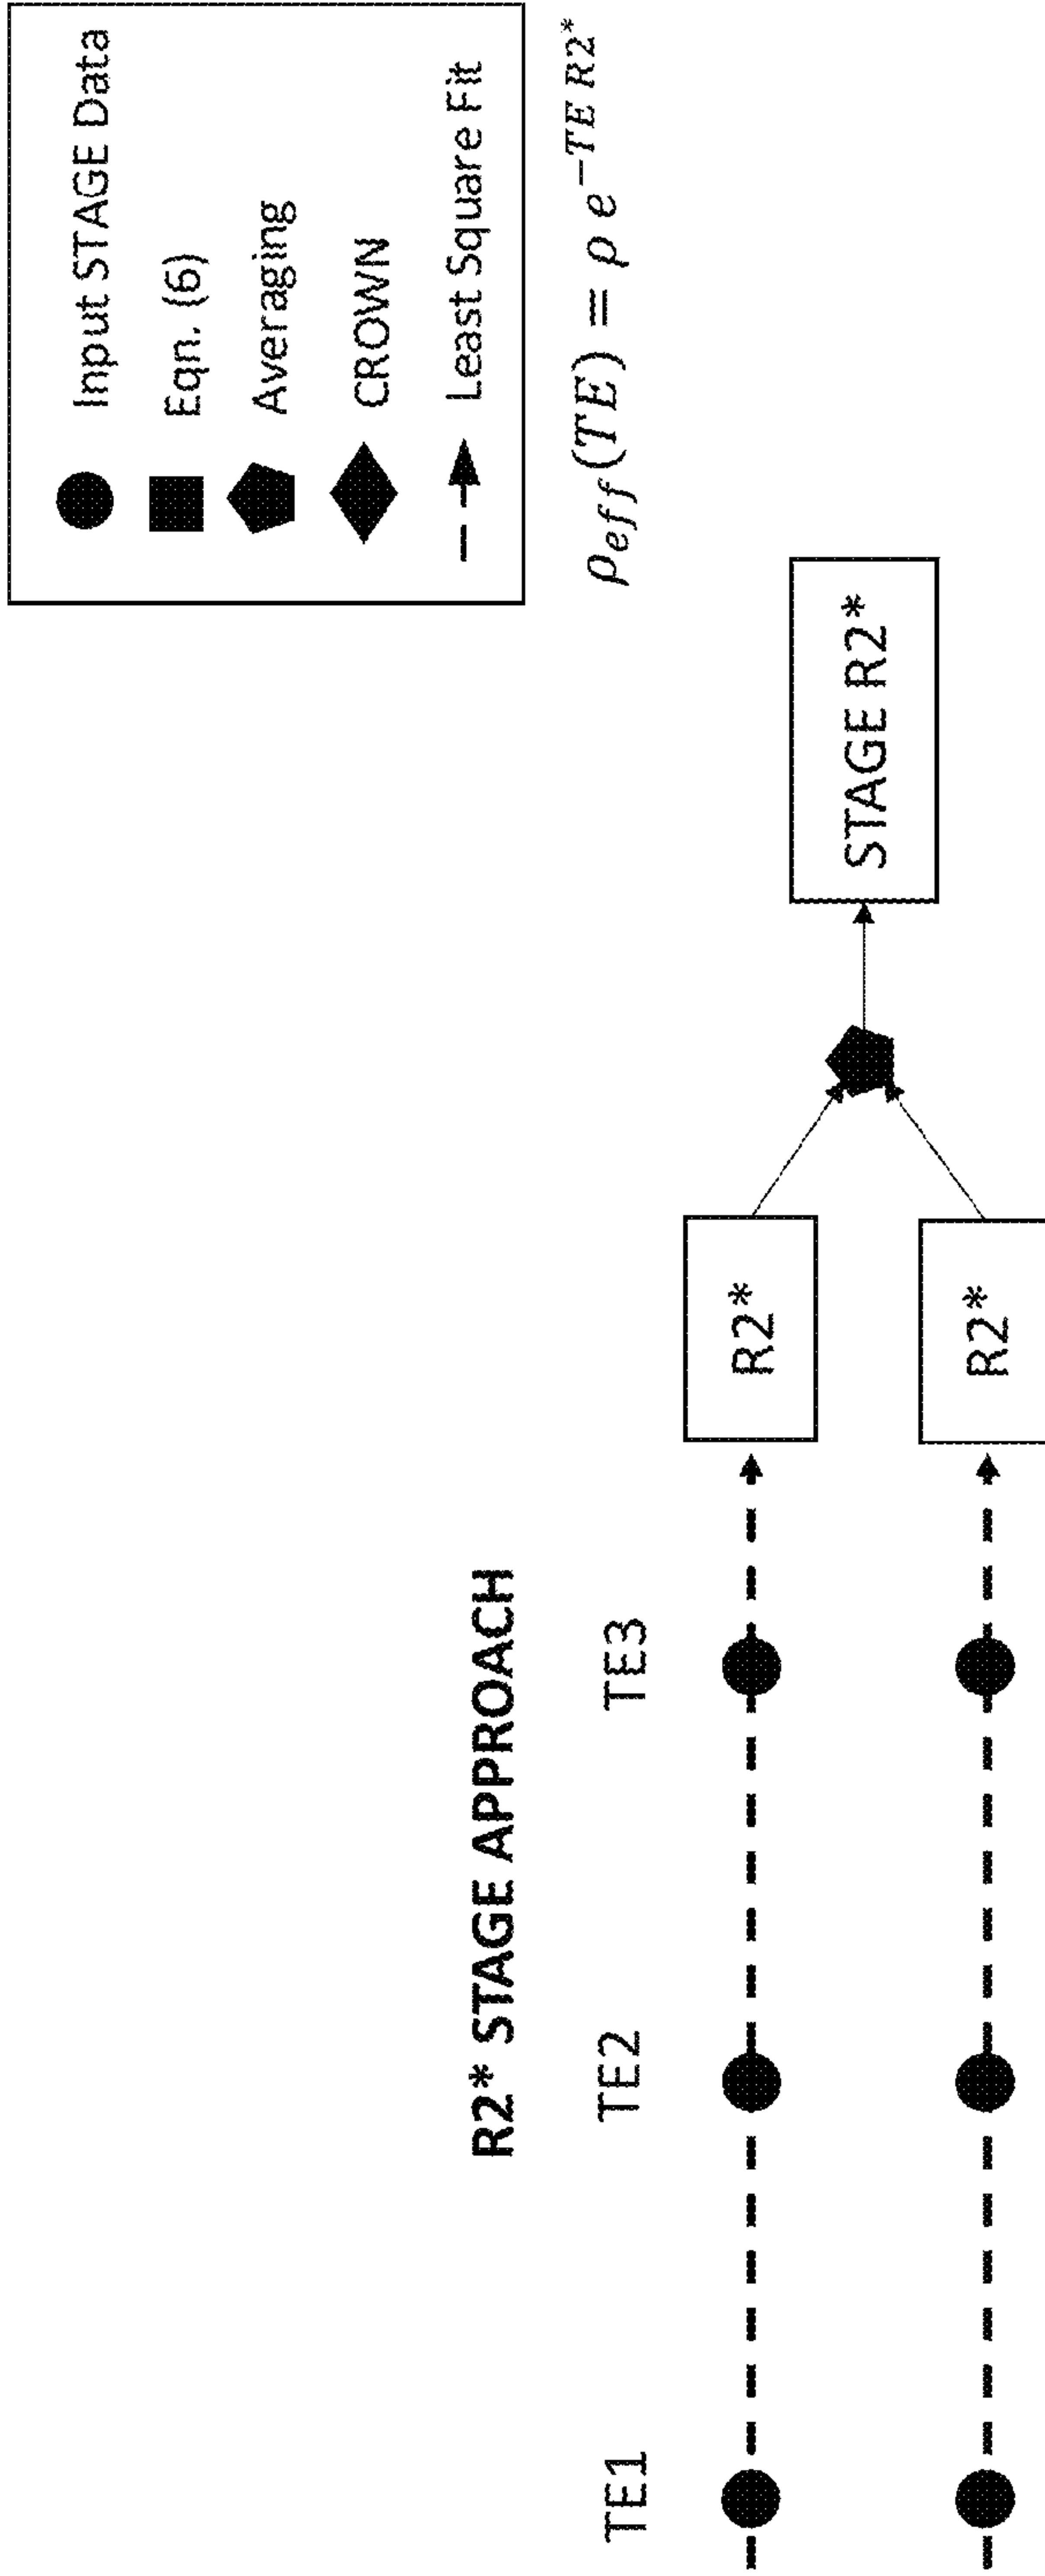 Input STAGE Data
Eqn. (6)
Averaging
CROWN
Least Square Fit
ρ_eff(TE) = ρ e^{−TE R2*}
R2* STAGE APPROACH
TE1 TE2 TE3
R2*
R2*
STAGE R2*